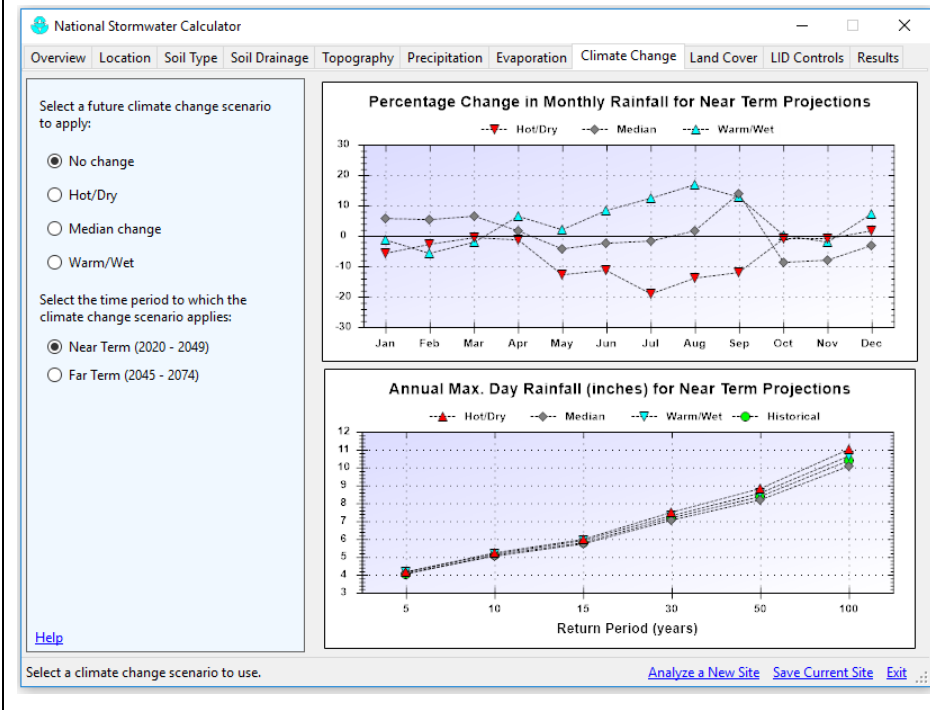 National Stormwater Calculator
Overview Location Soil Type Soil Drainage Topography Precipitation Evaporation Climate Change Land Cover LID Controls Results
Select a future climate change scenario
to apply:
No change
Hot/Dry
Median change
Warm/Wet
Select the time period to which the
climate change scenario applies:
Near Term (2020 - 2049)
Far Term (2045 - 2074)
Help
Percentage Change in Monthly Rainfall for Near Term Projections
Hot/Dry Median Warm/Wet
30
20
10
0
-10
-20
-30
Jan Feb Mar Apr May Jun Jul Aug Sep Oct Nov Dec
Annual Max. Day Rainfall (inches) for Near Term Projections
Hot/Dry Median Warm/Wet Historical
12
11
10
9
8
7
6
5
4
3
5 10 15 30 50 100
Return Period (years)
Select a climate change scenario to use.
Analyze a New Site Save Current Site Exit